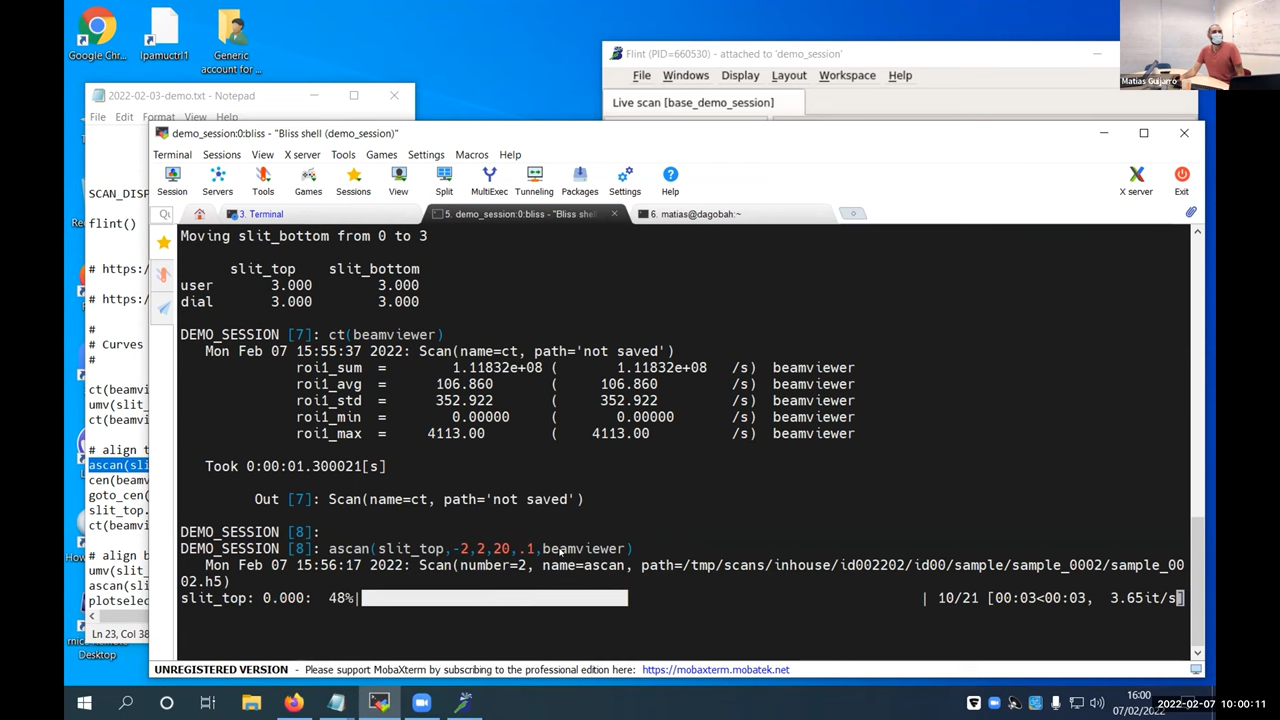 Google Chr...
lpamuctrl1
Generic
account for ...
Matias Guijarro
Flint (PID=660530) - attached to 'demo_session'
File Windows Display Layout Workspace Help
Live scan [base_demo_session]
2022-02-03-demo.txt - Notepad
File Edit Format View Help
SCAN_DISP
flint()
# https:/
# https:/
#
# Curves
#
ct(beamvi
umv(slit_
ct(beamvi
# align t
ascan(sli
cen(beamv
goto_cen(
slit_top.
ct(beamvi
# align b
umv(slit_
ascan(sli
plotselec
Ln 23, Col 38
Desktop
demo_session:0:bliss - "Bliss shell (demo_session)"
Terminal Sessions View X server Tools Games Settings Macros Help
Session Servers Tools Games Sessions View Split MultiExec Tunneling Packages Settings Help X server Exit
3. Terminal
5. demo_session:0:bliss - "Bliss shel
6. matias@dagobah:~
Moving slit_bottom from 0 to 3
slit_top slit_bottom
user 3.000 3.000
dial 3.000 3.000
DEMO_SESSION [7]: ct(beamviewer)
Mon Feb 07 15:55:37 2022: Scan(name=ct, path='not saved')
roi1_sum = 1.11832e+08 ( 1.11832e+08 /s) beamviewer
roi1_avg = 106.860 ( 106.860 /s) beamviewer
roi1_std = 352.922 ( 352.922 /s) beamviewer
roi1_min = 0.00000 ( 0.00000 /s) beamviewer
roi1_max = 4113.00 ( 4113.00 /s) beamviewer
Took 0:00:01.300021[s]
Out [7]: Scan(name=ct, path='not saved')
DEMO_SESSION [8]:
DEMO_SESSION [8]: ascan(slit_top,-2,2,20,.1,beamviewer)
Mon Feb 07 15:56:17 2022: Scan(number=2, name=ascan, path=/tmp/scans/inhouse/id002202/id00/sample/sample_0002/sample_00
02.h5)
slit_top: 0.000: 48%| | 10/21 [00:03<00:03, 3.65it/s]
UNREGISTERED VERSION - Please support MobaXterm by subscribing to the professional edition here: https://mobaxterm.mobatek.net
16:00
07/02/2022
2022-02-07 10:00:11